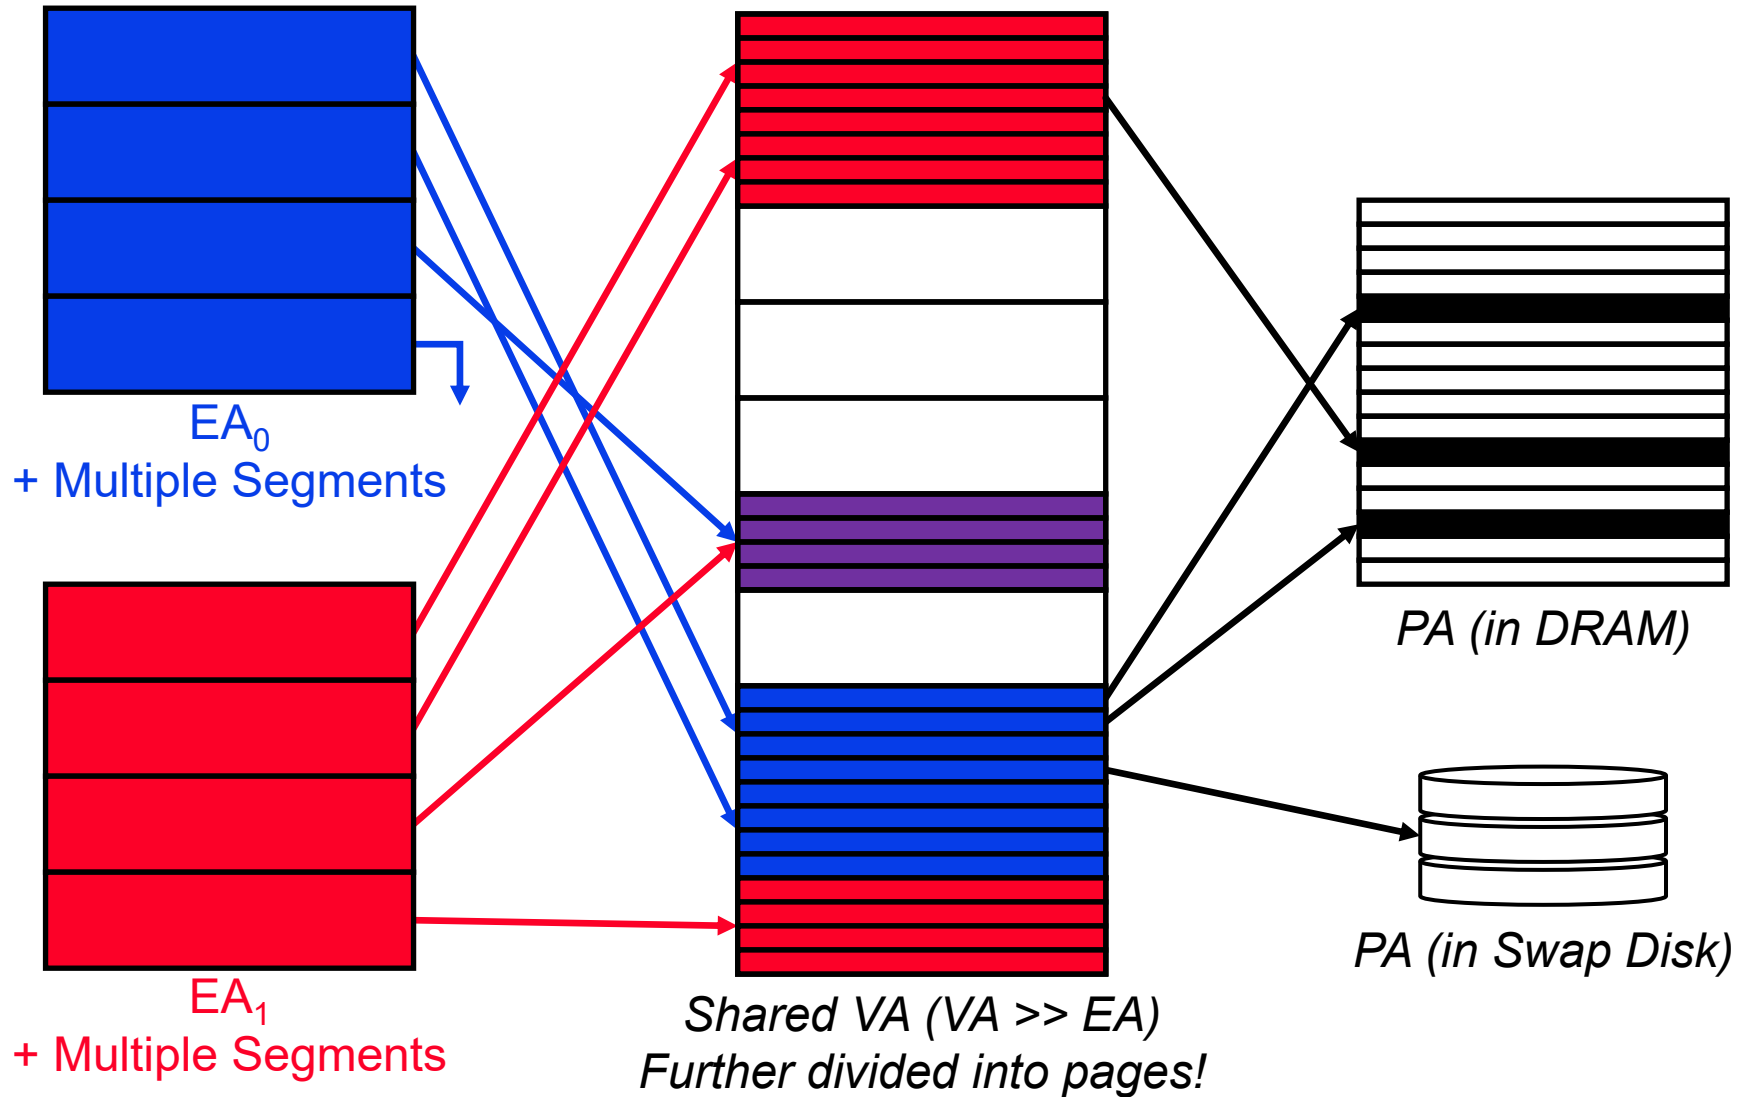 EA₀
+ Multiple Segments
EA₁
+ Multiple Segments
Shared VA (VA >> EA)
Further divided into pages!
PA (in DRAM)
PA (in Swap Disk)